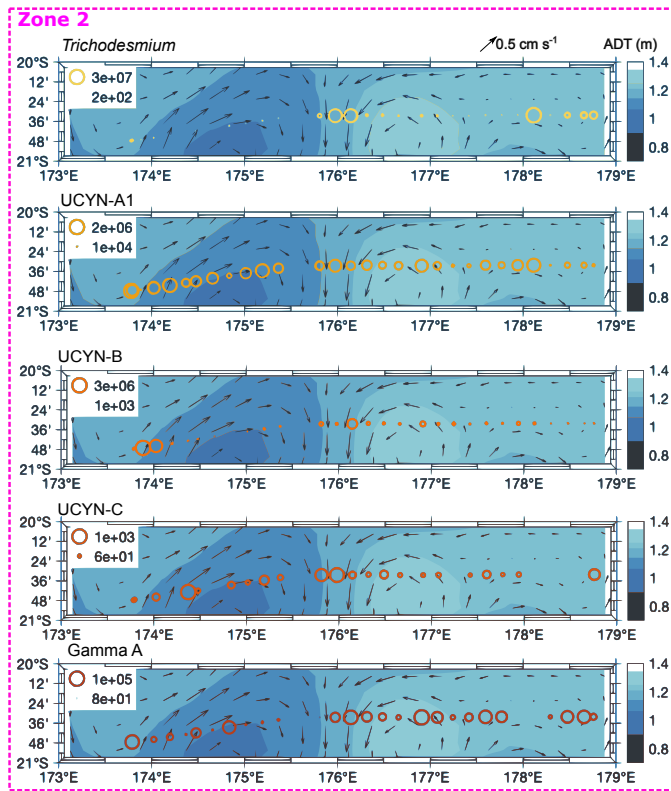 Zone 2
Trichodesmium 0.5 cm s⁻¹ ADT (m)
20°S
12'
24'
36'
48'
21°S
3e+07
2e+02
1.4
1.2
1
0.8
173°E 174°E 175°E 176°E 177°E 178°E 179°E
UCYN-A1
20°S
12'
24'
36'
48'
21°S
2e+06
1e+04
1.4
1.2
1
0.8
173°E 174°E 175°E 176°E 177°E 178°E 179°E
UCYN-B
20°S
12'
24'
36'
48'
21°S
3e+06
1e+03
1.4
1.2
1
0.8
173°E 174°E 175°E 176°E 177°E 178°E 179°E
UCYN-C
20°S
12'
24'
36'
48'
21°S
1e+03
6e+01
1.4
1.2
1
0.8
173°E 174°E 175°E 176°E 177°E 178°E 179°E
Gamma A
20°S
12'
24'
36'
48'
21°S
1e+05
8e+01
1.4
1.2
1
0.8
173°E 174°E 175°E 176°E 177°E 178°E 179°E